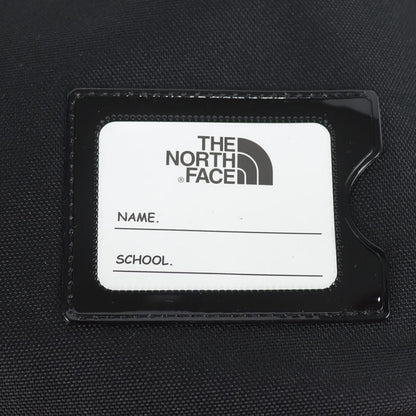 THE
NORTH
®FACE
NAME.
SCHOOL.